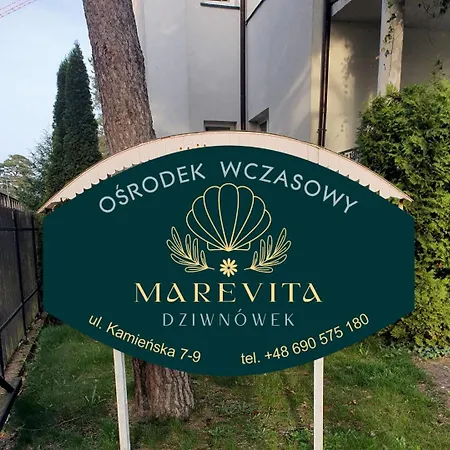 OŚRODEK WCZASOWY
MAREVITA
DZIWNÓWEK
ul. Kamieńska 7-9
tel. +48 690 575 180